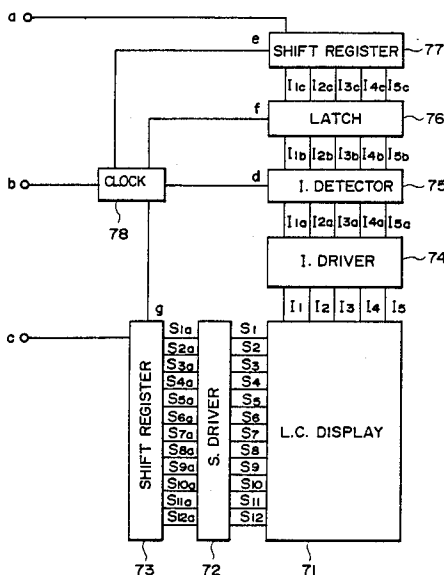 a
e
SHIFT REGISTER
77
I1c I2c I3c I4c I5c
f
LATCH
76
I1b I2b I3b I4b I5b
b
CLOCK
d
I. DETECTOR
75
78
I1a I2a I3a I4a I5a
I. DRIVER
74
g
I1 I2 I3 I4 I5
c
SHIFT REGISTER
S1a
S2a
S3a
S4a
S5a
S6a
S7a
S8a
S9a
S10a
S11a
S12a
S. DRIVER
S1
S2
S3
S4
S5
S6
S7
S8
S9
S10
S11
S12
L.C. DISPLAY
73
72
71